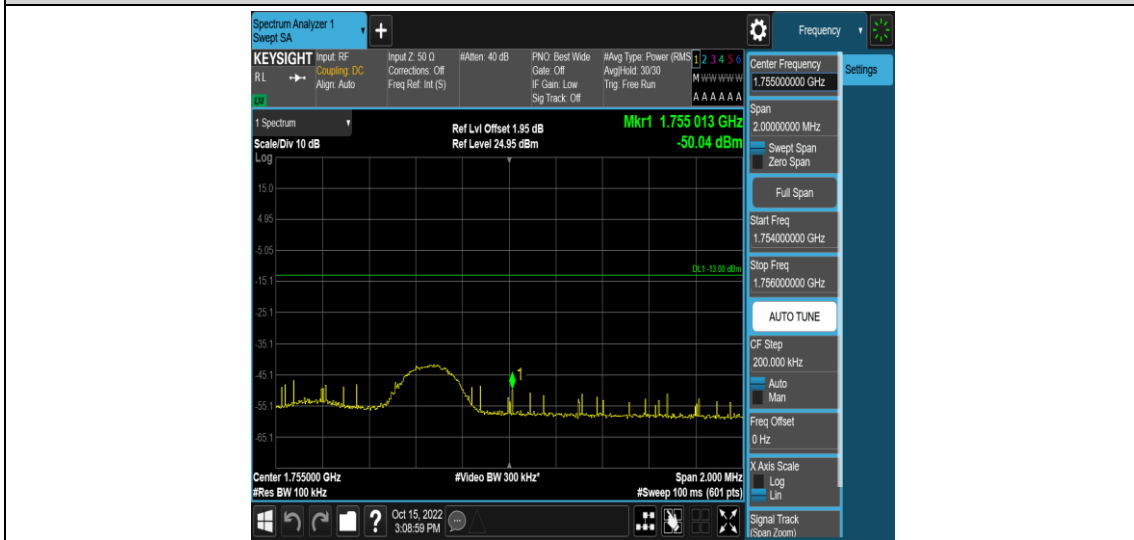 Spectrum Analyzer 1
Swept SA
Frequency
KEYSIGHT
RL
LXI
Input: RF
Coupling: DC
Align: Auto
Input Z: 50 Ω
Corrections: Off
Freq Ref: Int (S)
#Atten: 40 dB
PNO: Best Wide
Gate: Off
IF Gain: Low
Sig Track: Off
#Avg Type: Power (RMS
Avg|Hold: 30/30
Trig: Free Run
1 2 3 4 5 6
M W W W W W
A A A A A A
1 Spectrum
Scale/Div 10 dB
Log
Ref Lvl Offset 1.95 dB
Ref Level 24.95 dBm
Mkr1 1.755 013 GHz
-50.04 dBm
15.0
4.95
-5.05
DL1 -13.00 dBm
-15.1
-25.1
-35.1
-45.1
1
-55.1
-65.1
Center 1.755000 GHz
#Res BW 100 kHz
#Video BW 300 kHz*
Span 2.000 MHz
#Sweep 100 ms (601 pts)
Oct 15, 2022
3:08:59 PM
Center Frequency
1.755000000 GHz
Settings
Span
2.00000000 MHz
Swept Span
Zero Span
Full Span
Start Freq
1.754000000 GHz
Stop Freq
1.756000000 GHz
AUTO TUNE
CF Step
200.000 kHz
Auto
Man
Freq Offset
0 Hz
X Axis Scale
Log
Lin
Signal Track
(Span Zoom)